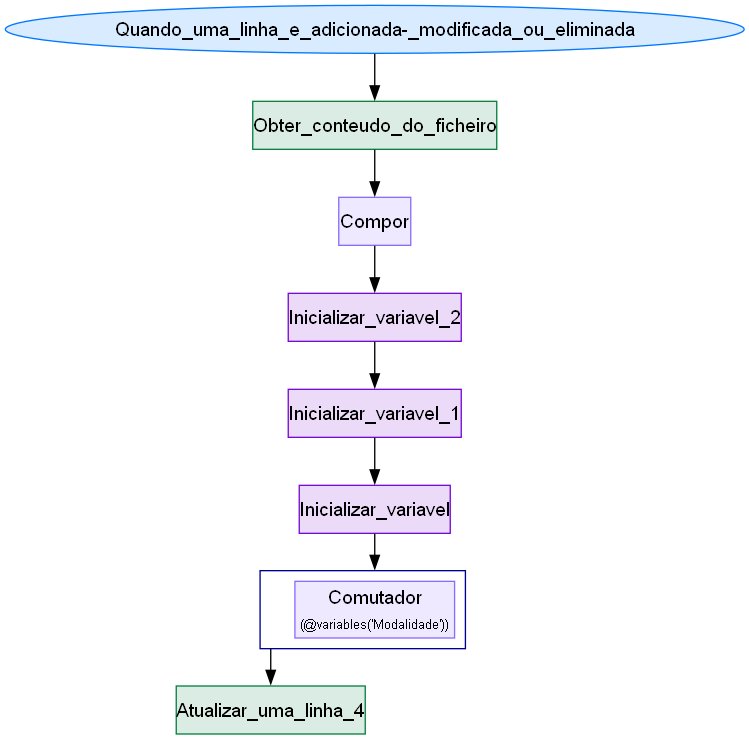 Quando_uma_linha_e_adicionada-_modificada_ou_eliminada
Obter_conteudo_do_ficheiro
Compor
Inicializar_variavel_2
Inicializar_variavel_1
Inicializar_variavel
Comutador
(@variables('Modalidade'))
Atualizar_uma_linha_4